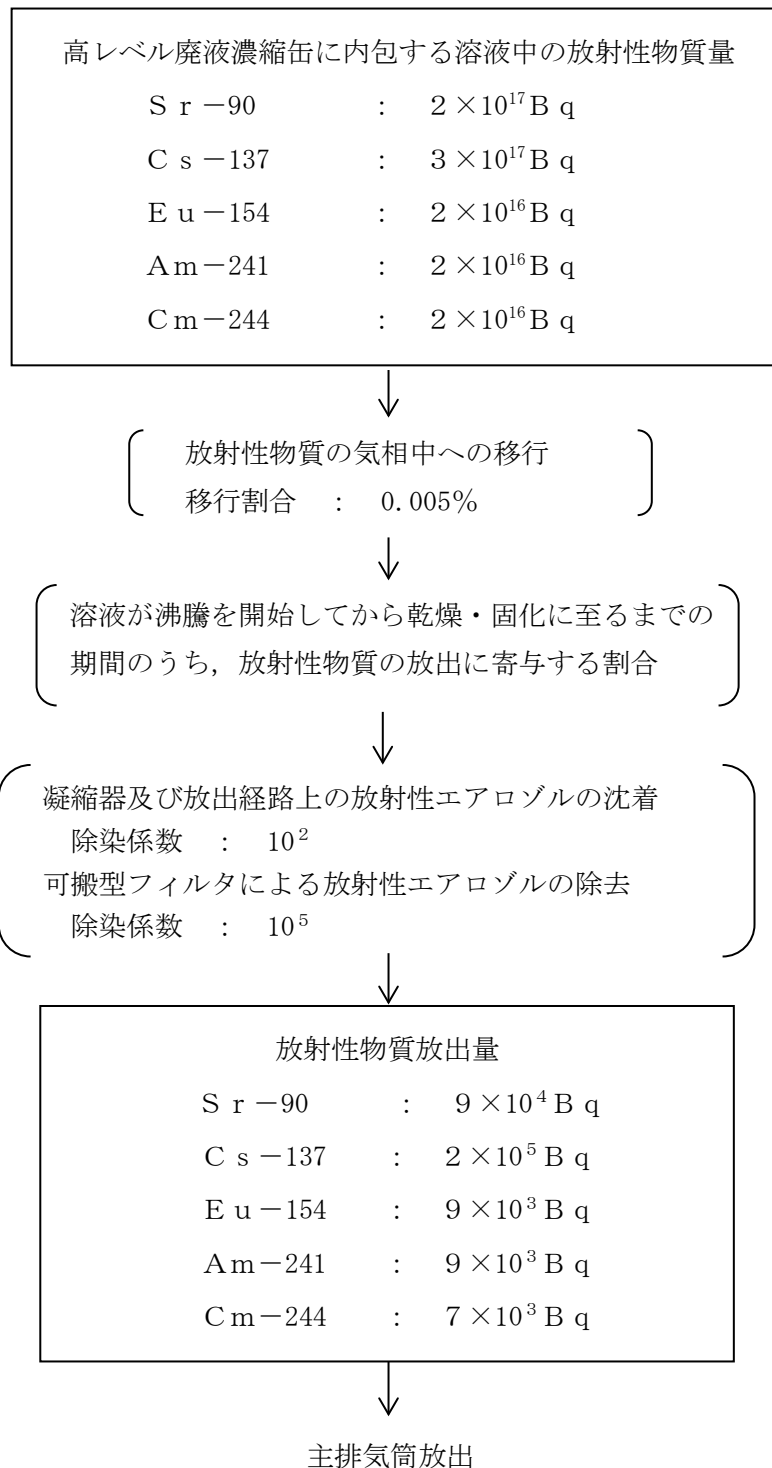 高レベル廃液濃縮缶に内包する溶液中の放射性物質量
Ｓｒ－90 : ２×10¹⁷Ｂｑ
Ｃｓ－137 : ３×10¹⁷Ｂｑ
Ｅｕ－154 : ２×10¹⁶Ｂｑ
Ａｍ－241 : ２×10¹⁶Ｂｑ
Ｃｍ－244 : ２×10¹⁶Ｂｑ
放射性物質の気相中への移行
移行割合 : 0.005％
溶液が沸騰を開始してから乾燥・固化に至るまでの
期間のうち，放射性物質の放出に寄与する割合
凝縮器及び放出経路上の放射性エアロゾルの沈着
除染係数 : 10²
可搬型フィルタによる放射性エアロゾルの除去
除染係数 : 10⁵
放射性物質放出量
Ｓｒ－90 : ９×10⁴Ｂｑ
Ｃｓ－137 : ２×10⁵Ｂｑ
Ｅｕ－154 : ９×10³Ｂｑ
Ａｍ－241 : ９×10³Ｂｑ
Ｃｍ－244 : ７×10³Ｂｑ
主排気筒放出